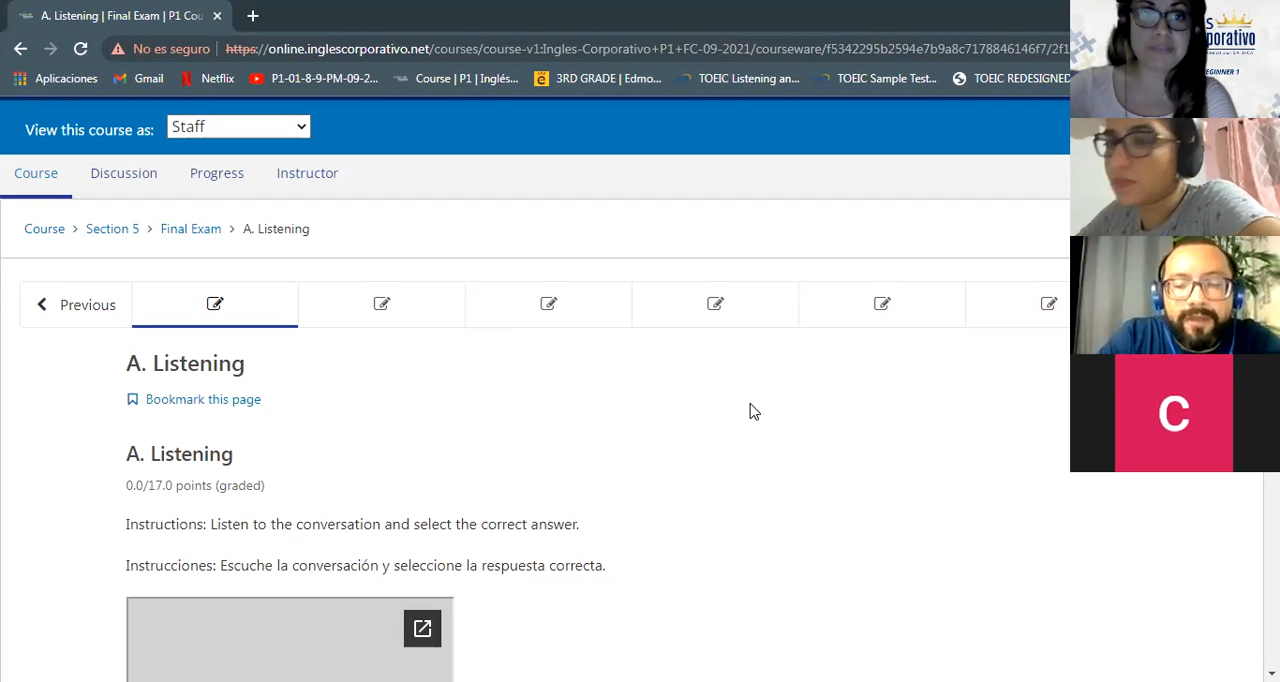 A. Listening | Final Exam | P1 Cou
No es seguro | https://online.inglescorporativo.net/courses/course-v1:Ingles-Corporativo+P1+FC-09-2021/courseware/f5342295b2594e7b9a8c7178846146f7/2f1
Aplicaciones Gmail Netflix P1-01-8-9-PM-09-2... Course | P1 | Inglé... 3RD GRADE | Edmo... TOEIC Listening an... TOEIC Sample Test... TOEIC REDESIGNED
porativo
BEGINNER 1
View this course as: Staff
Course Discussion Progress Instructor
Course > Section 5 > Final Exam > A. Listening
Previous
A. Listening
Bookmark this page
A. Listening
0.0/17.0 points (graded)
Instructions: Listen to the conversation and select the correct answer.
Instrucciones: Escuche la conversación y seleccione la respuesta correcta.
C